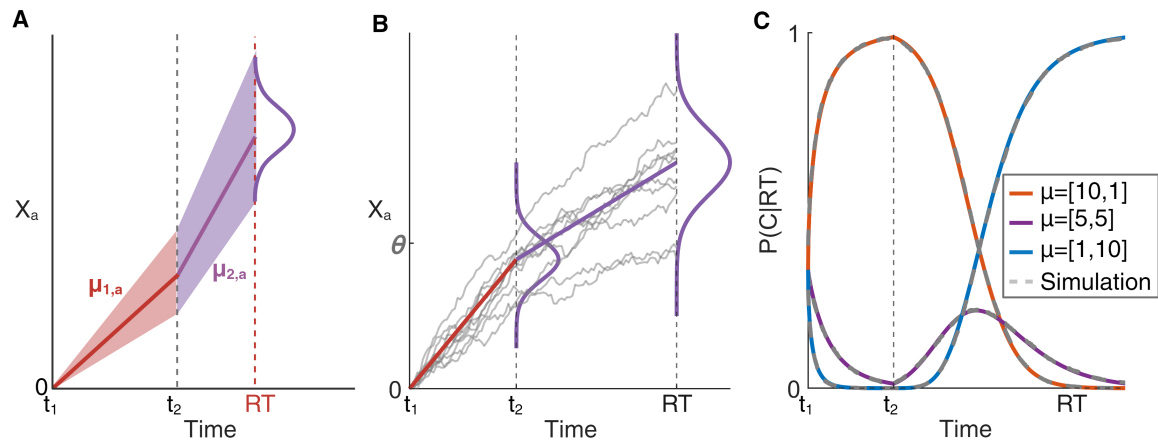 A
X_a
0
μ_1,a
μ_2,a
t_1
t_2
RT
Time
B
X_a
θ
0
t_1
t_2
RT
Time
C
P(C|RT)
1
0
μ=[10,1]
μ=[5,5]
μ=[1,10]
Simulation
t_1
t_2
RT
Time